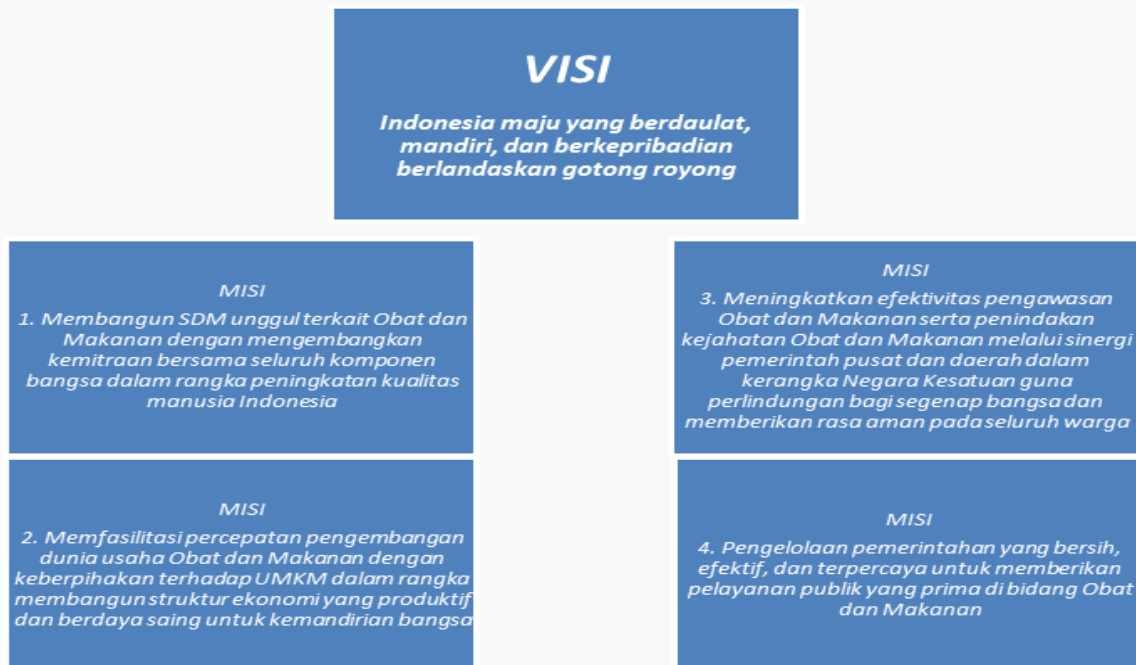 VISI
Indonesia maju yang berdaulat,
mandiri, dan berkepribadian
berlandaskan gotong royong
MISI
1. Membangun SDM unggul terkait Obat dan
Makanan dengan mengembangkan
kemitraan bersama seluruh komponen
bangsa dalam rangka peningkatan kualitas
manusia Indonesia
MISI
2. Memfasilitasi percepatan pengembangan
dunia usaha Obat dan Makanan dengan
keberpihakan terhadap UMKM dalam rangka
membangun struktur ekonomi yang produktif
dan berdaya saing untuk kemandirian bangsa
MISI
3. Meningkatkan efektivitas pengawasan
Obat dan Makanan serta penindakan
kejahatan Obat dan Makanan melalui sinergi
pemerintah pusat dan daerah dalam
kerangka Negara Kesatuan guna
perlindungan bagi segenap bangsa dan
memberikan rasa aman pada seluruh warga
MISI
4. Pengelolaan pemerintahan yang bersih,
efektif, dan terpercaya untuk memberikan
pelayanan publik yang prima di bidang Obat
dan Makanan